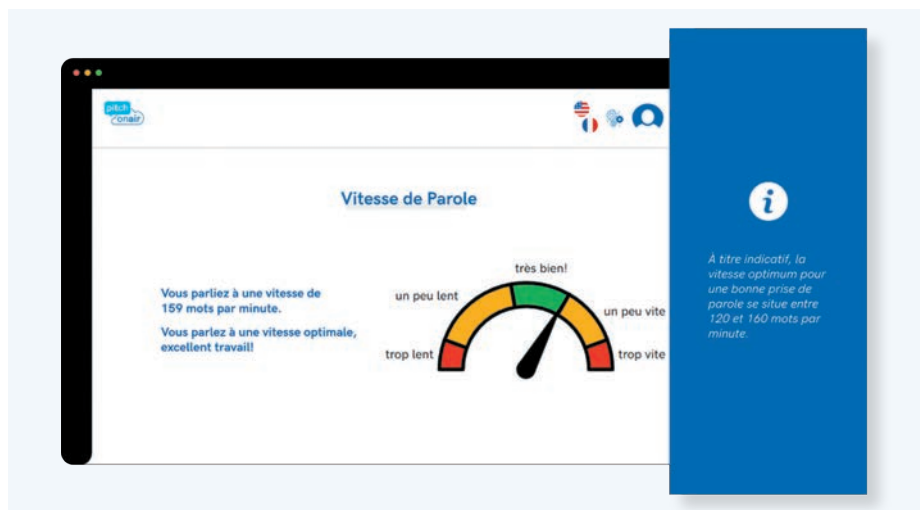 pitch
onair
Vitesse de Parole
Vous parliez à une vitesse de
159 mots par minute.
Vous parlez à une vitesse optimale,
excellent travail!
très bien!
un peu lent
un peu vite
trop lent
trop vite
i
À titre indicatif, la
vitesse optimum pour
une bonne prise de
parole se situe entre
120 et 160 mots par
minute.